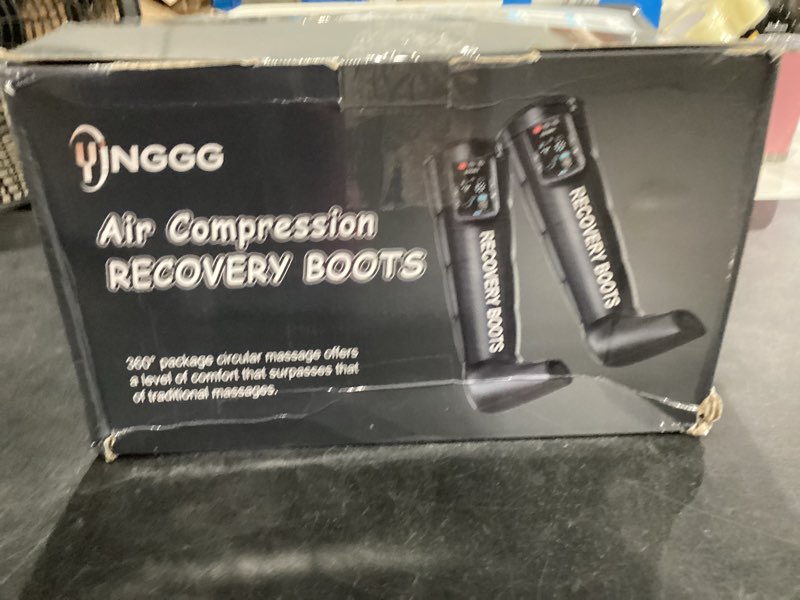 YJNGGG
Air Compression
RECOVERY BOOTS
360° package circular massage offers
a level of comfort that surpasses that
of traditional massages.
RECOVERY BOOTS
RECOVERY BOOTS